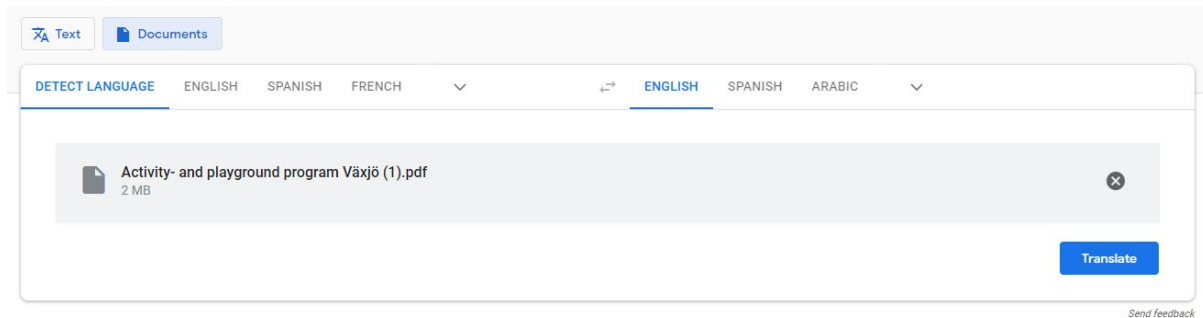 Text Documents
DETECT LANGUAGE ENGLISH SPANISH FRENCH ENGLISH SPANISH ARABIC
Activity- and playground program Växjö (1).pdf
2 MB
Translate
Send feedback